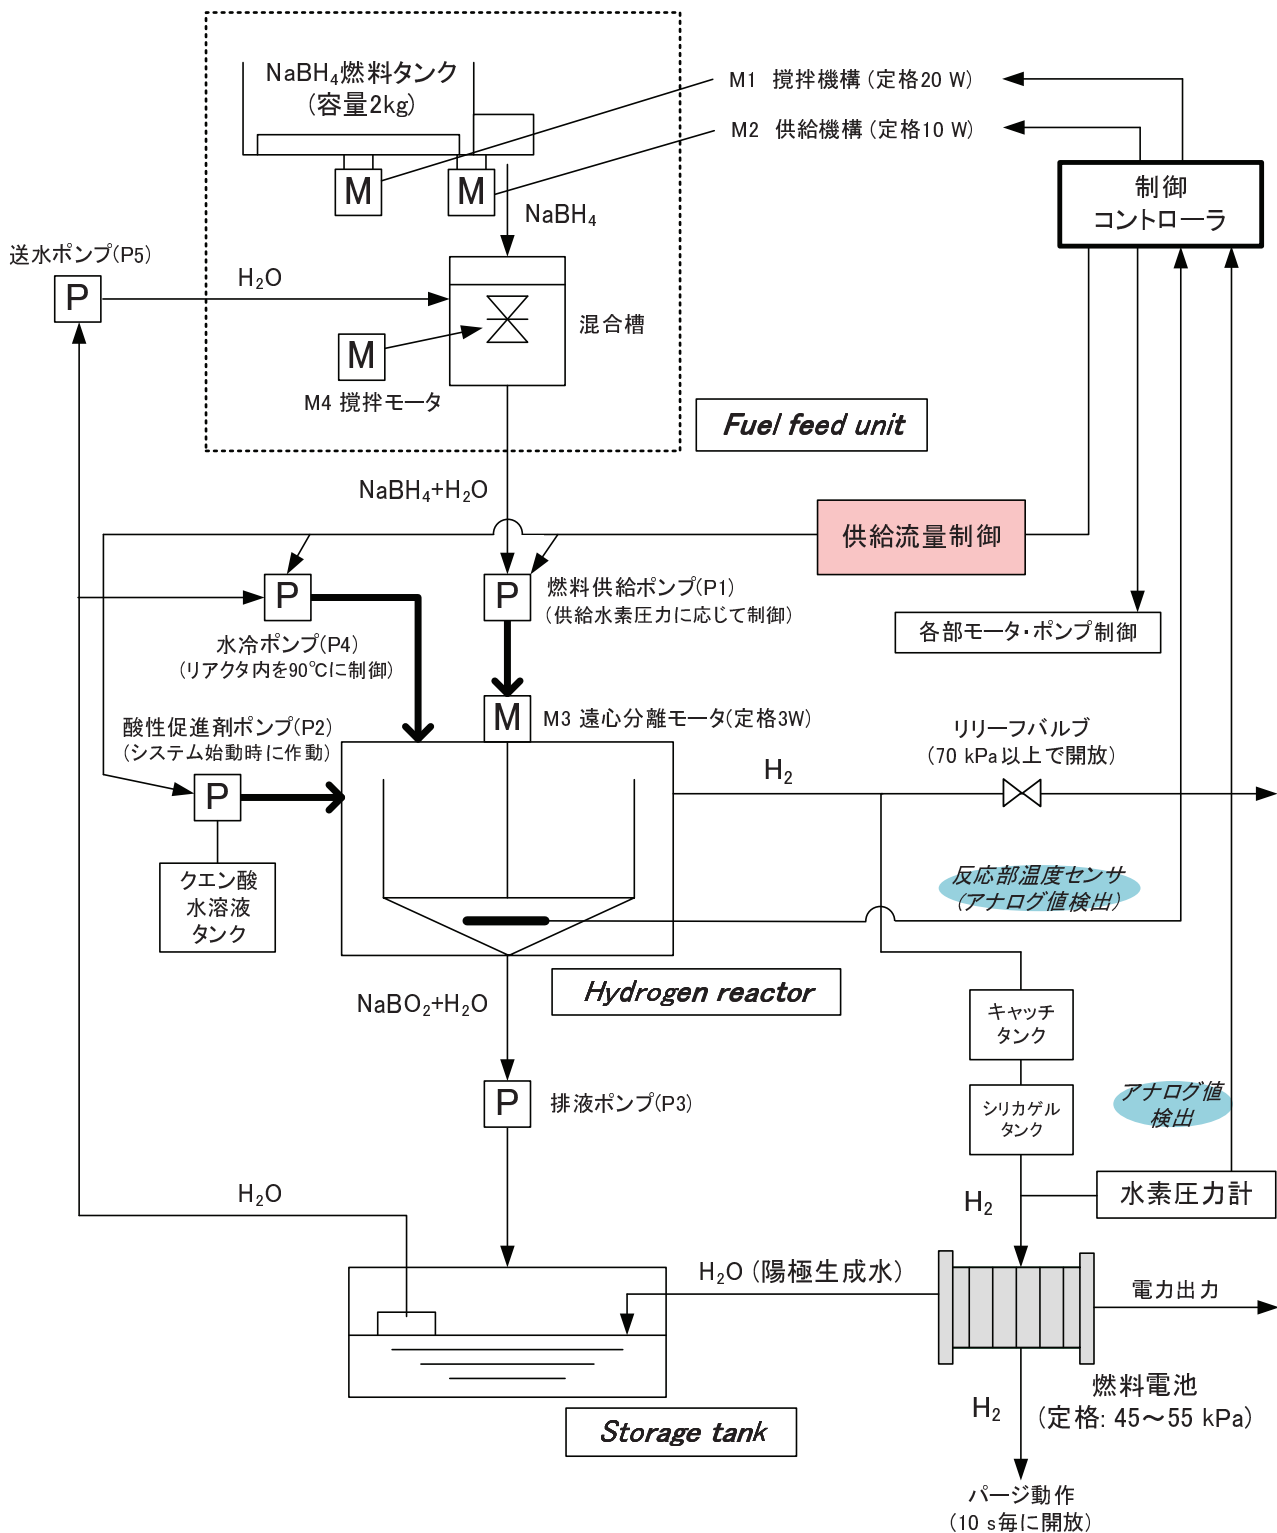 NaBH₄燃料タンク
(容量2kg)
M1 撹拌機構 (定格20 W)
M2 供給機構 (定格10 W)
制御
コントローラ
M
M
NaBH₄
送水ポンプ(P5)
P
H₂O
混合槽
M
M4 撹拌モータ
Fuel feed unit
NaBH₄+H₂O
供給流量制御
P
水冷ポンプ(P4)
(リアクタ内を90℃に制御)
P
燃料供給ポンプ(P1)
(供給水素圧力に応じて制御)
各部モータ・ポンプ制御
M
M3 遠心分離モータ(定格3W)
酸性促進剤ポンプ(P2)
(システム始動時に作動)
P
クエン酸
水溶液
タンク
H₂
リリーフバルブ
(70 kPa以上で開放)
反応部温度センサ
(アナログ値検出)
Hydrogen reactor
NaBO₂+H₂O
キャッチ
タンク
P
排液ポンプ(P3)
シリカゲル
タンク
アナログ値
検出
H₂O
H₂
水素圧力計
H₂O (陽極生成水)
電力出力
燃料電池
(定格: 45～55 kPa)
H₂
Storage tank
パージ動作
(10 s毎に開放)